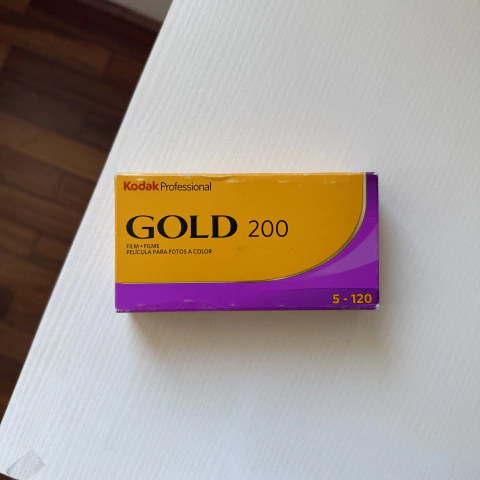 Kodak Professional
GOLD 200
FILM • FILME
PELÍCULA PARA FOTOS A COLOR
5 - 120